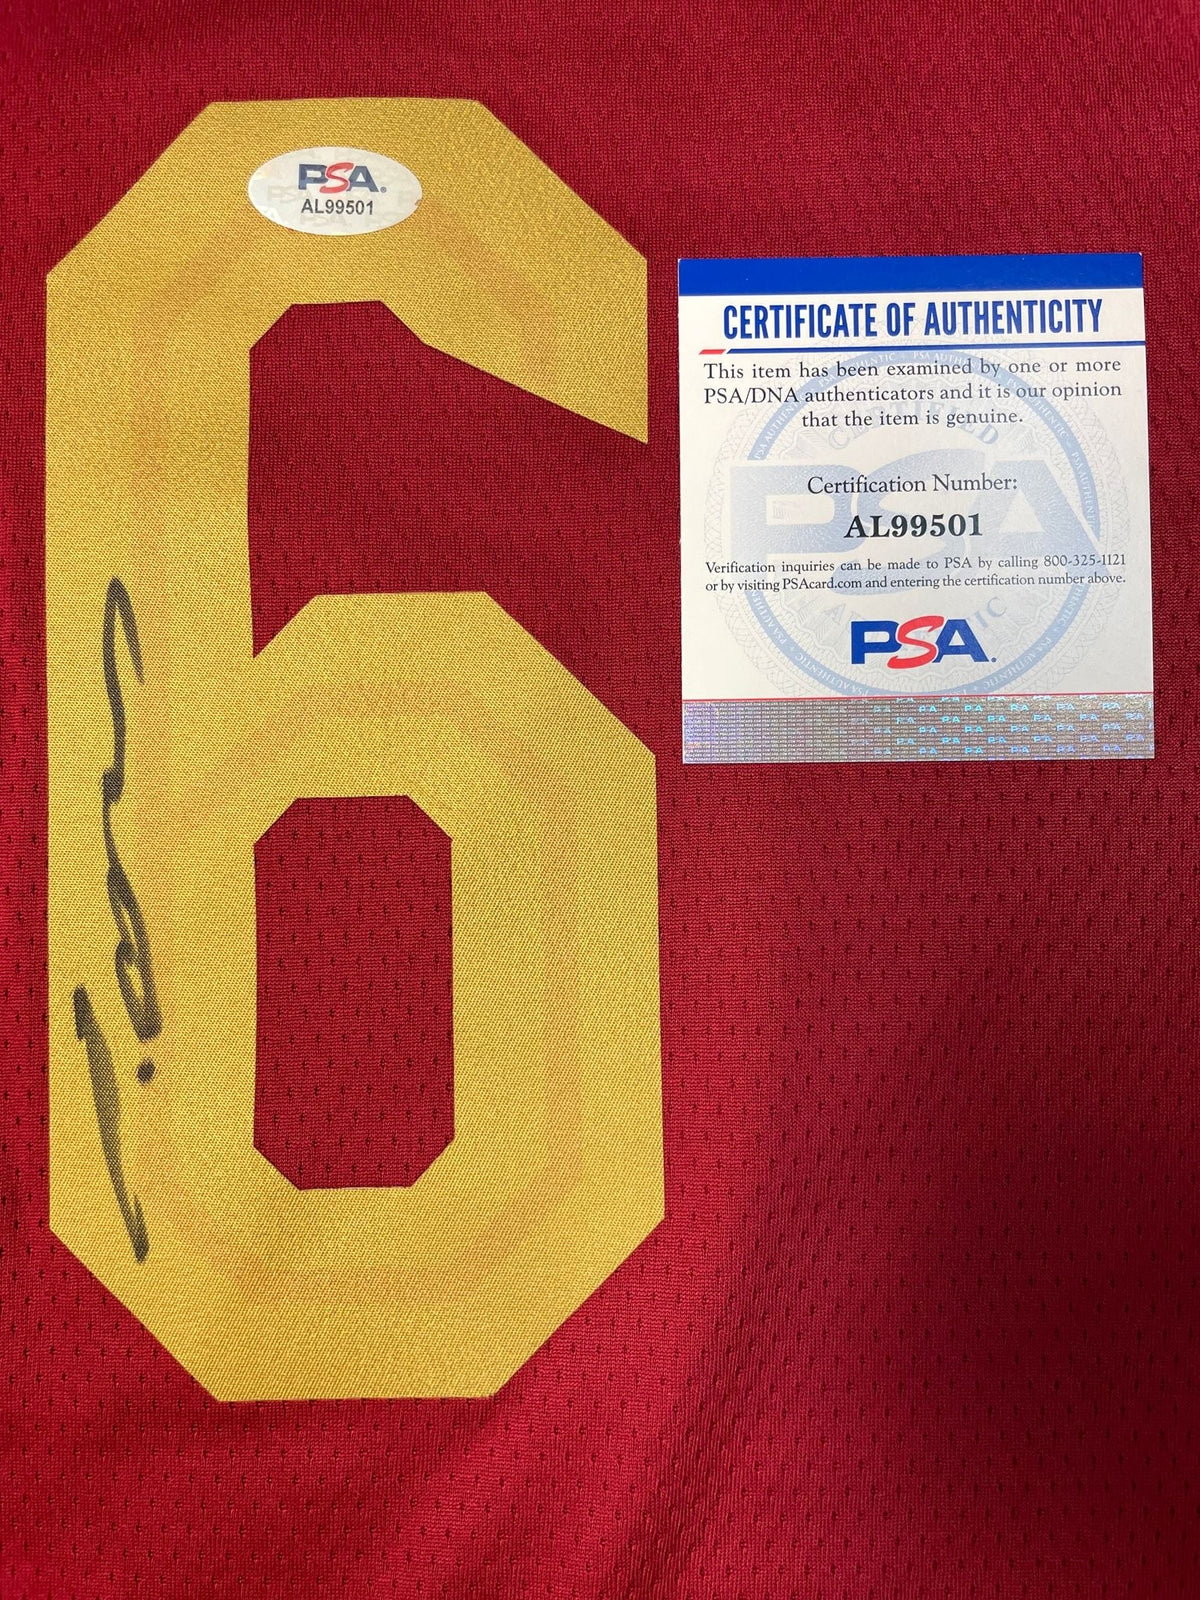 PSA
AL99501
CERTIFICATE OF AUTHENTICITY
This item has been examined by one or more
PSA/DNA authenticators and it is our opinion
that the item is genuine.
Certification Number:
AL99501
Verification inquiries can be made to PSA by calling 800-325-1121
or by visiting PSAcard.com and entering the certification number above.
PSA
6